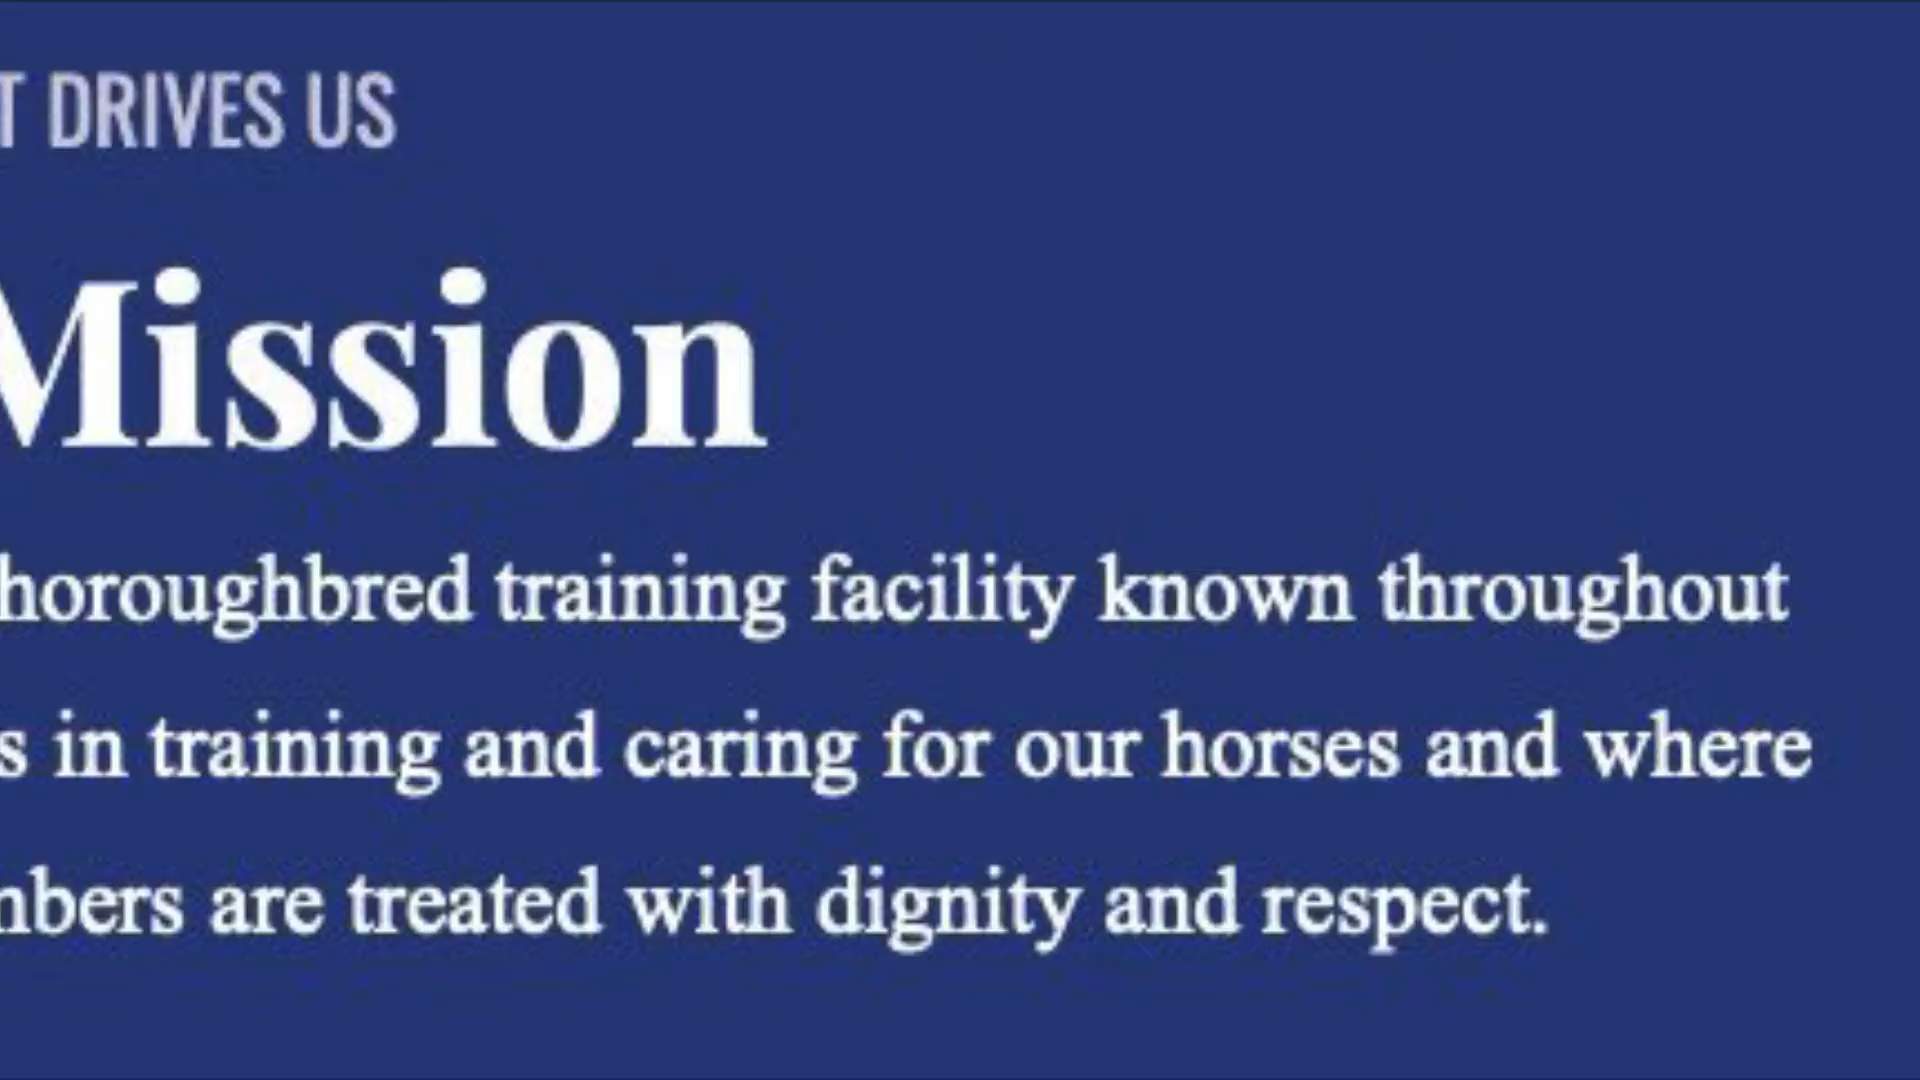 T DRIVES US
Mission
horoughbred training facility known throughout
s in training and caring for our horses and where
mbers are treated with dignity and respect.